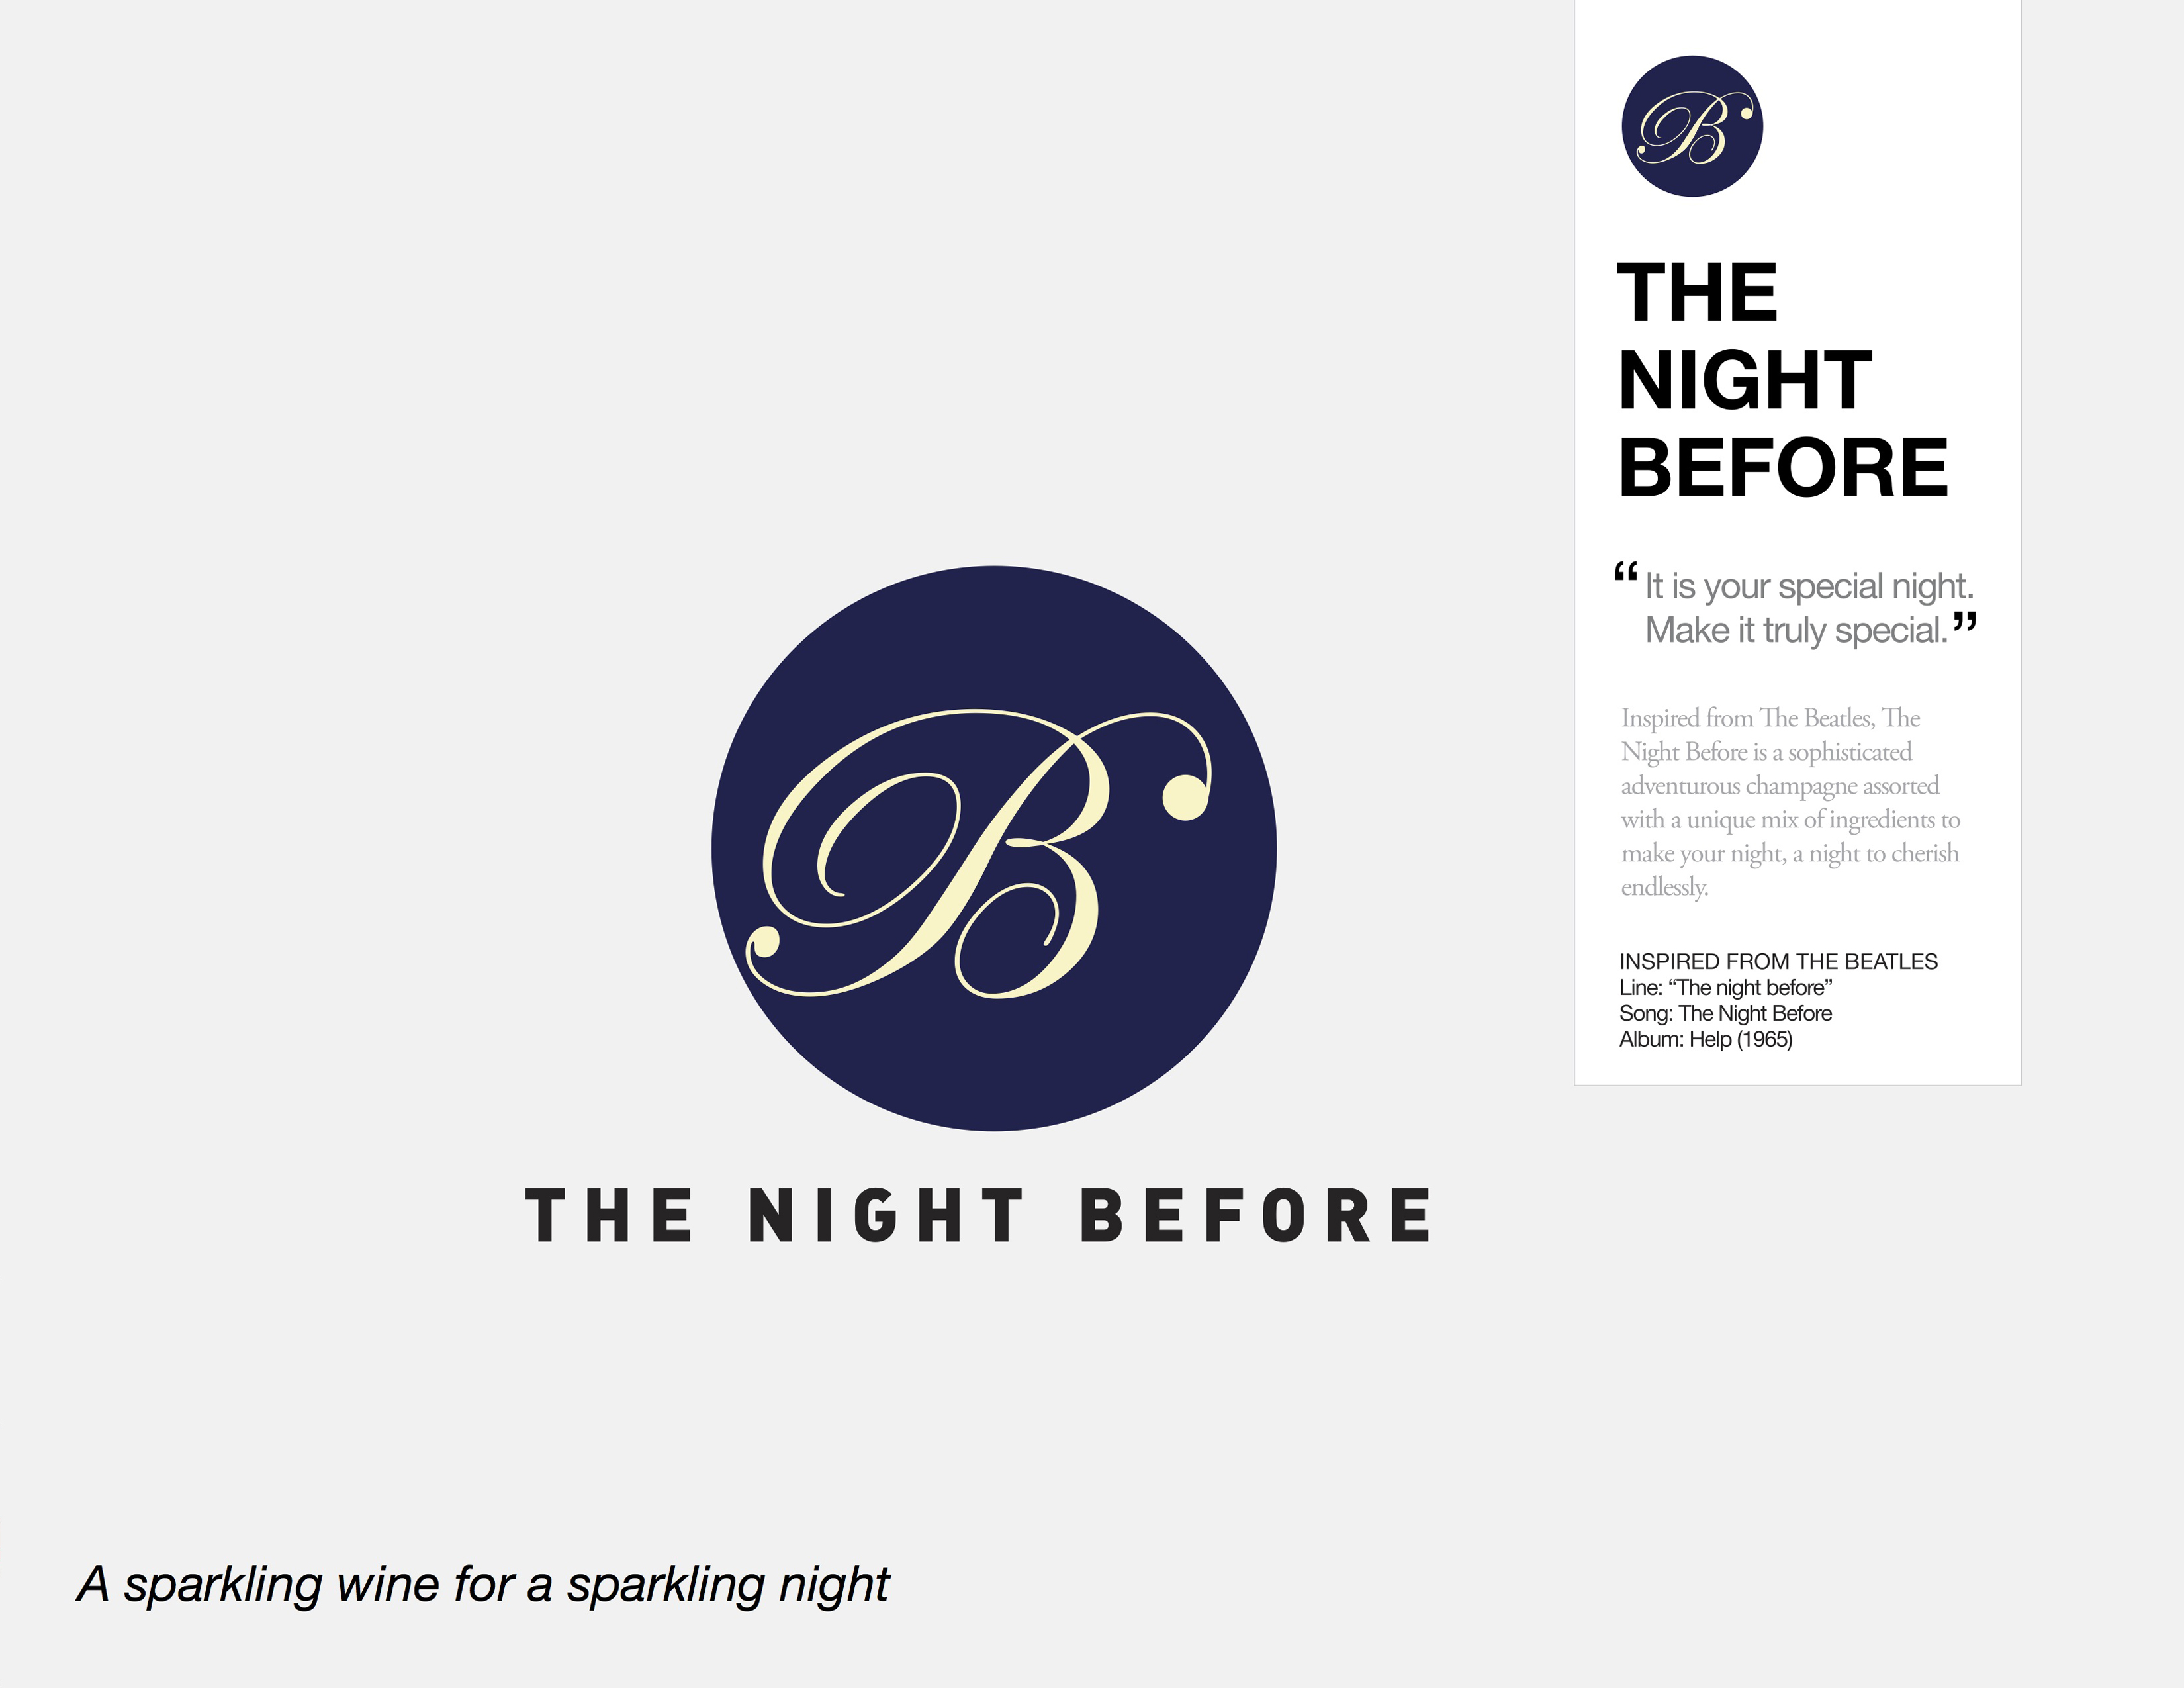 B
THE
NIGHT
BEFORE
“It is your special night.
Make it truly special.”
Inspired from The Beatles, The
Night Before is a sophisticated
adventurous champagne assorted
with a unique mix of ingredients to
make your night, a night to cherish
endlessly.
INSPIRED FROM THE BEATLES
Line: “The night before”
Song: The Night Before
Album: Help (1965)
B
THE NIGHT BEFORE
A sparkling wine for a sparkling night